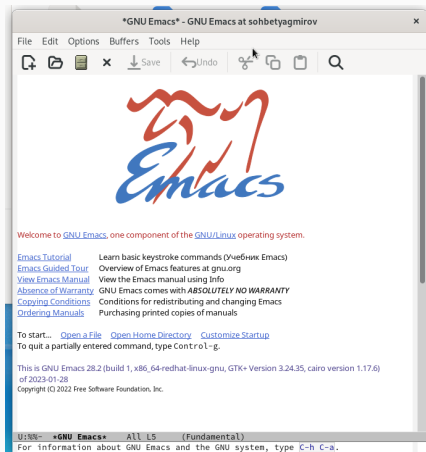 *GNU Emacs* - GNU Emacs at sohbetyagmirov
File Edit Options Buffers Tools Help
Save Undo
Emacs
Welcome to GNU Emacs, one component of the GNU/Linux operating system.
Emacs Tutorial Learn basic keystroke commands (Учебник Emacs)
Emacs Guided Tour Overview of Emacs features at gnu.org
View Emacs Manual View the Emacs manual using Info
Absence of Warranty GNU Emacs comes with ABSOLUTELY NO WARRANTY
Copying Conditions Conditions for redistributing and changing Emacs
Ordering Manuals Purchasing printed copies of manuals
To start... Open a File Open Home Directory Customize Startup
To quit a partially entered command, type Control-g.
This is GNU Emacs 28.2 (build 1, x86_64-redhat-linux-gnu, GTK+ Version 3.24.35, cairo version 1.17.6)
of 2023-01-28
Copyright (C) 2022 Free Software Foundation, Inc.
U:%%- *GNU Emacs* All L5 (Fundamental)
For information about GNU Emacs and the GNU system, type C-h C-a.